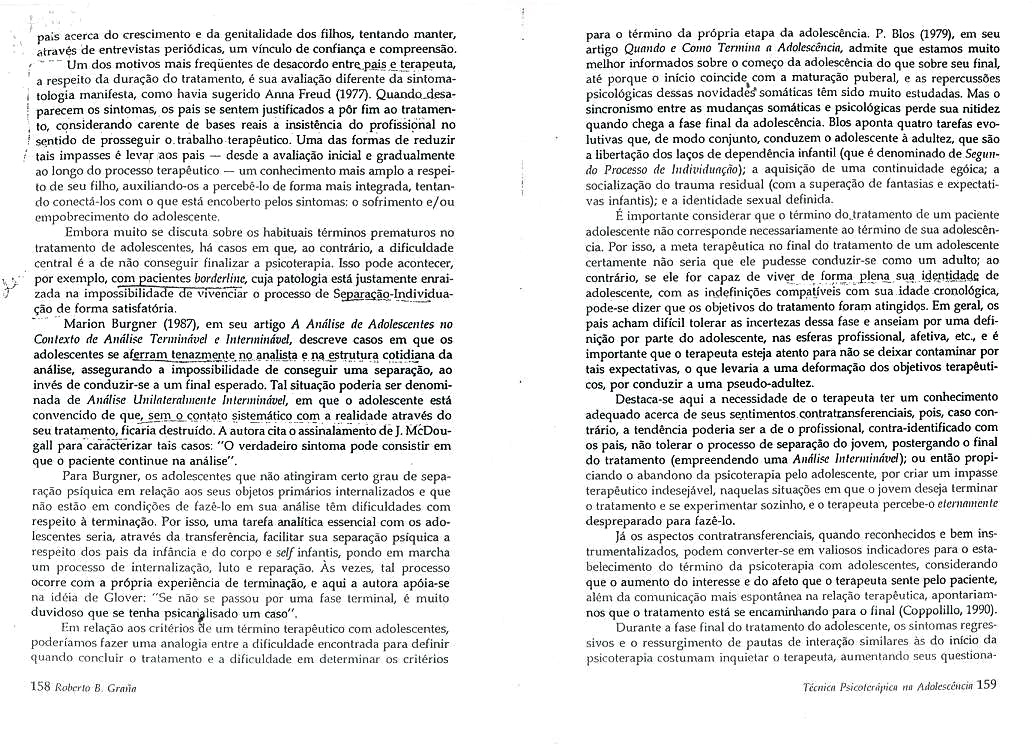 pais acerca do crescimento e da genitalidade dos filhos, tentando manter,
através de entrevistas periódicas, um vínculo de confiança e compreensão.
Um dos motivos mais freqüentes de desacordo entre pais e terapeuta,
a respeito da duração do tratamento, é sua avaliação diferente da sintoma-
tologia manifesta, como havia sugerido Anna Freud (1977). Quando desa-
parecem os sintomas, os pais se sentem justificados a pôr fim ao tratamen-
to, considerando carente de bases reais a insistência do profissional no
sentido de prosseguir o trabalho terapêutico. Uma das formas de reduzir
tais impasses é levar aos pais — desde a avaliação inicial e gradualmente
ao longo do processo terapêutico — um conhecimento mais amplo a respei-
to de seu filho, auxiliando-os a percebê-lo de forma mais integrada, tentan-
do conectá-los com o que está encoberto pelos sintomas: o sofrimento e/ou
empobrecimento do adolescente.
Embora muito se discuta sobre os habituais términos prematuros no
tratamento de adolescentes, há casos em que, ao contrário, a dificuldade
central é a de não conseguir finalizar a psicoterapia. Isso pode acontecer,
por exemplo, com pacientes borderline, cuja patologia está justamente enrai-
zada na impossibilidade de vivenciar o processo de Separação-Individua-
ção de forma satisfatória.
Marion Burgner (1987), em seu artigo A Análise de Adolescentes no
Contexto de Análise Terminável e Interminável, descreve casos em que os
adolescentes se aferram tenazmente no analista e na estrutura cotidiana da
análise, assegurando a impossibilidade de conseguir uma separação, ao
invés de conduzir-se a um final esperado. Tal situação poderia ser denomi-
nada de Análise Unilateralmente Interminável, em que o adolescente está
convencido de que, sem o contato sistemático com a realidade através do
seu tratamento, ficaria destruído. A autora cita o assinalamento de J. McDou-
gall para caracterizar tais casos: "O verdadeiro sintoma pode consistir em
que o paciente continue na análise".
Para Burgner, os adolescentes que não atingiram certo grau de sepa-
ração psíquica em relação aos seus objetos primários internalizados e que
não estão em condições de fazê-lo em sua análise têm dificuldades com
respeito à terminação. Por isso, uma tarefa analítica essencial com os ado-
lescentes seria, através da transferência, facilitar sua separação psíquica a
respeito dos pais da infância e do corpo e self infantis, pondo em marcha
um processo de internalização, luto e reparação. Às vezes, tal processo
ocorre com a própria experiência de terminação, e aqui a autora apóia-se
na idéia de Glover: "Se não se passou por uma fase terminal, é muito
duvidoso que se tenha psicanalisado um caso".
Em relação aos critérios de um término terapêutico com adolescentes,
poderíamos fazer uma analogia entre a dificuldade encontrada para definir
quando concluir o tratamento e a dificuldade em determinar os critérios
158 Roberto B. Graña
para o término da própria etapa da adolescência. P. Blos (1979), em seu
artigo Quando e Como Termina a Adolescência, admite que estamos muito
melhor informados sobre o começo da adolescência do que sobre seu final,
até porque o início coincide com a maturação puberal, e as repercussões
psicológicas dessas novidades somáticas têm sido muito estudadas. Mas o
sincronismo entre as mudanças somáticas e psicológicas perde sua nitidez
quando chega a fase final da adolescência. Blos aponta quatro tarefas evo-
lutivas que, de modo conjunto, conduzem o adolescente à adultez, que são
a libertação dos laços de dependência infantil (que é denominado de Segun-
do Processo de Individuação); a aquisição de uma continuidade egóica; a
socialização do trauma residual (com a superação de fantasias e expectati-
vas infantis); e a identidade sexual definida.
É importante considerar que o término do tratamento de um paciente
adolescente não corresponde necessariamente ao término de sua adolescên-
cia. Por isso, a meta terapêutica no final do tratamento de um adolescente
certamente não seria que ele pudesse conduzir-se como um adulto; ao
contrário, se ele for capaz de viver de forma plena sua identidade de
adolescente, com as indefinições compatíveis com sua idade cronológica,
pode-se dizer que os objetivos do tratamento foram atingidos. Em geral, os
pais acham difícil tolerar as incertezas dessa fase e anseiam por uma defi-
nição por parte do adolescente, nas esferas profissional, afetiva, etc., e é
importante que o terapeuta esteja atento para não se deixar contaminar por
tais expectativas, o que levaria a uma deformação dos objetivos terapêuti-
cos, por conduzir a uma pseudo-adultez.
Destaca-se aqui a necessidade de o terapeuta ter um conhecimento
adequado acerca de seus sentimentos contratransferenciais, pois, caso con-
trário, a tendência poderia ser a de o profissional, contra-identificado com
os pais, não tolerar o processo de separação do jovem, postergando o final
do tratamento (empreendendo uma Análise Interminável); ou então propi-
ciando o abandono da psicoterapia pelo adolescente, por criar um impasse
terapêutico indesejável, naquelas situações em que o jovem deseja terminar
o tratamento e se experimentar sozinho, e o terapeuta percebe-o eternamente
despreparado para fazê-lo.
Já os aspectos contratransferenciais, quando reconhecidos e bem ins-
trumentalizados, podem converter-se em valiosos indicadores para o esta-
belecimento do término da psicoterapia com adolescentes, considerando
que o aumento do interesse e do afeto que o terapeuta sente pelo paciente,
além da comunicação mais espontânea na relação terapêutica, apontariam-
nos que o tratamento está se encaminhando para o final (Coppolillo, 1990).
Durante a fase final do tratamento do adolescente, os sintomas regres-
sivos e o ressurgimento de pautas de interação similares às do início da
psicoterapia costumam inquietar o terapeuta, aumentando seus questiona-
Técnica Psicoterápica na Adolescência 159